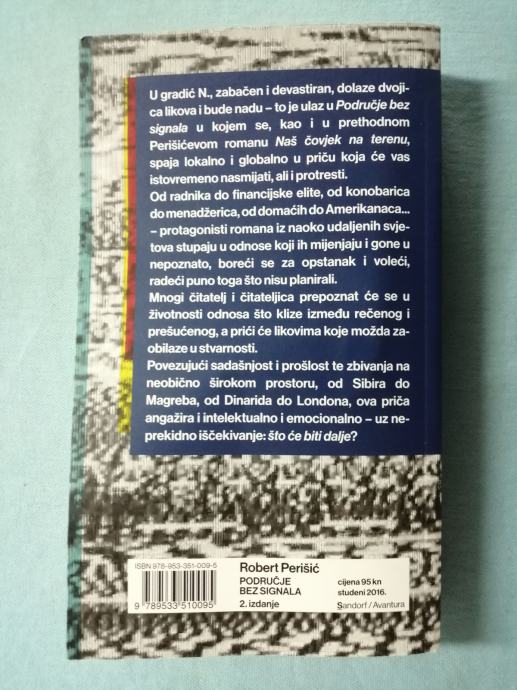 U gradić N., zabačen i devastiran, dolaze dvoji-
ca likova i bude nadu – to je ulaz u Područje bez
signala u kojem se, kao i u prethodnom
Perišićevom romanu Naš čovjek na terenu,
spaja lokalno i globalno u priču koja će vas
istovremeno nasmijati, ali i protresti.
Od radnika do financijske elite, od konobarica
do menadžerica, od domaćih do Amerikanaca...
– protagonisti romana iz naoko udaljenih svje-
tova stupaju u odnose koji ih mijenjaju i gone u
nepoznato, boreći se za opstanak i voleći,
radeći puno toga što nisu planirali.
Mnogi čitatelj i čitateljica prepoznat će se u
životnosti odnosa što klize između rečenog i
prešućenog, a prići će likovima koje možda za-
obilaze u stvarnosti.
Povezujući sadašnjost i prošlost te zbivanja na
neobično širokom prostoru, od Sibira do
Magreba, od Dinarida do Londona, ova priča
angažira i intelektualno i emocionalno – uz ne-
prekidno iščekivanje: što će biti dalje?
ISBN 978-953-351-009-5
9 789533 510095
Robert Perišić
PODRUČJE
BEZ SIGNALA
2. izdanje
cijena 95 kn
studeni 2016.
Sandorf / Avantura